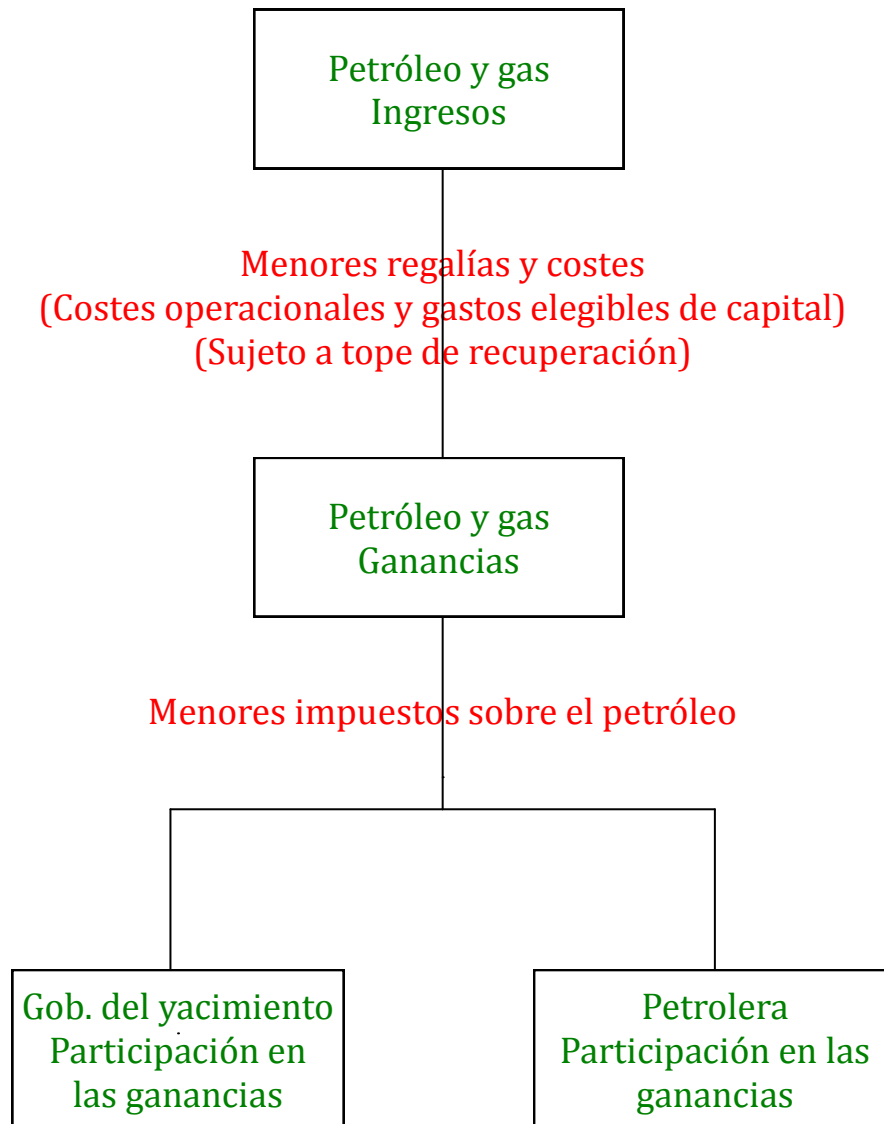 Petróleo y gas
Ingresos
Menores regalías y costes
(Costes operacionales y gastos elegibles de capital)
(Sujeto a tope de recuperación)
Petróleo y gas
Ganancias
Menores impuestos sobre el petróleo
Gob. del yacimiento
Participación en
las ganancias
Petrolera
Participación en las
ganancias